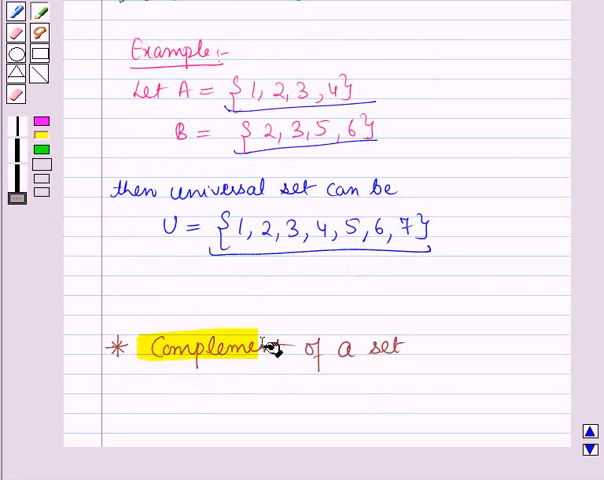 Example:-
Let A = {1, 2, 3, 4}
B = {2, 3, 5, 6}
then universal set can be
U = {1, 2, 3, 4, 5, 6, 7}
* Complement of a set